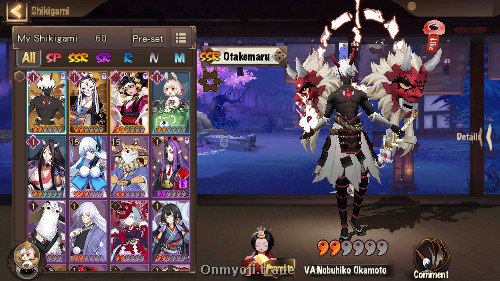 Shikigami
My Shikigami 60 Pre-set
All SP SSR SR R N M
SSR Otakemaru
Detail
VA:Nobuhiko Okamoto
Comment
Onmyoji.trade